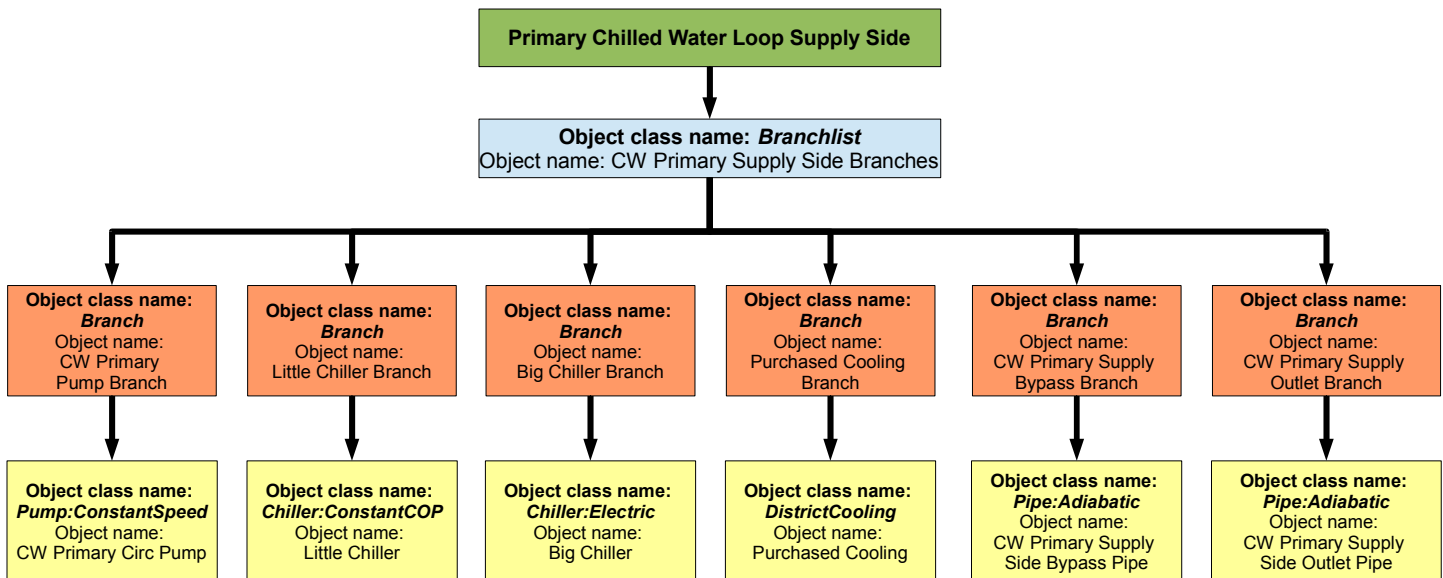 Primary Chilled Water Loop Supply Side
Object class name: Branchlist
Object name: CW Primary Supply Side Branches
Object class name:
Branch
Object name:
CW Primary
Pump Branch
Object class name:
Branch
Object name:
Little Chiller Branch
Object class name:
Branch
Object name:
Big Chiller Branch
Object class name:
Branch
Object name:
Purchased Cooling
Branch
Object class name:
Branch
Object name:
CW Primary Supply
Bypass Branch
Object class name:
Branch
Object name:
CW Primary Supply
Outlet Branch
Object class name:
Pump:ConstantSpeed
Object name:
CW Primary Circ Pump
Object class name:
Chiller:ConstantCOP
Object name:
Little Chiller
Object class name:
Chiller:Electric
Object name:
Big Chiller
Object class name:
DistrictCooling
Object name:
Purchased Cooling
Object class name:
Pipe:Adiabatic
Object name:
CW Primary Supply
Side Bypass Pipe
Object class name:
Pipe:Adiabatic
Object name:
CW Primary Supply
Side Outlet Pipe